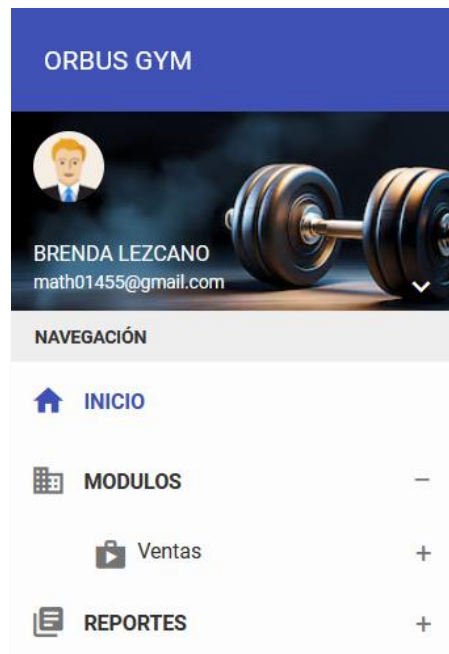 ORBUS GYM
BRENDA LEZCANO
math01455@gmail.com
NAVEGACIÓN
INICIO
MODULOS −
Ventas +
REPORTES +